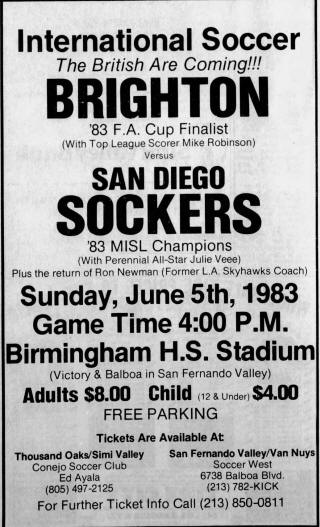 International Soccer
The British Are Coming!!!
BRIGHTON
'83 F.A. Cup Finalist
(With Top League Scorer Mike Robinson)
Versus
SAN DIEGO
SOCKERS
'83 MISL Champions
(With Perennial All-Star Julie Veee)
Plus the return of Ron Newman (Former L.A. Skyhawks Coach)
Sunday, June 5th, 1983
Game Time 4:00 P.M.
Birmingham H.S. Stadium
(Victory & Balboa in San Fernando Valley)
Adults $8.00 Child (12 & Under) $4.00
FREE PARKING
Tickets Are Available At:
Thousand Oaks/Simi Valley
Conejo Soccer Club
Ed Ayala
(805) 497-2125
San Fernando Valley/Van Nuys
Soccer West
6738 Balboa Blvd.
(213) 782-KICK
For Further Ticket Info Call (213) 850-0811